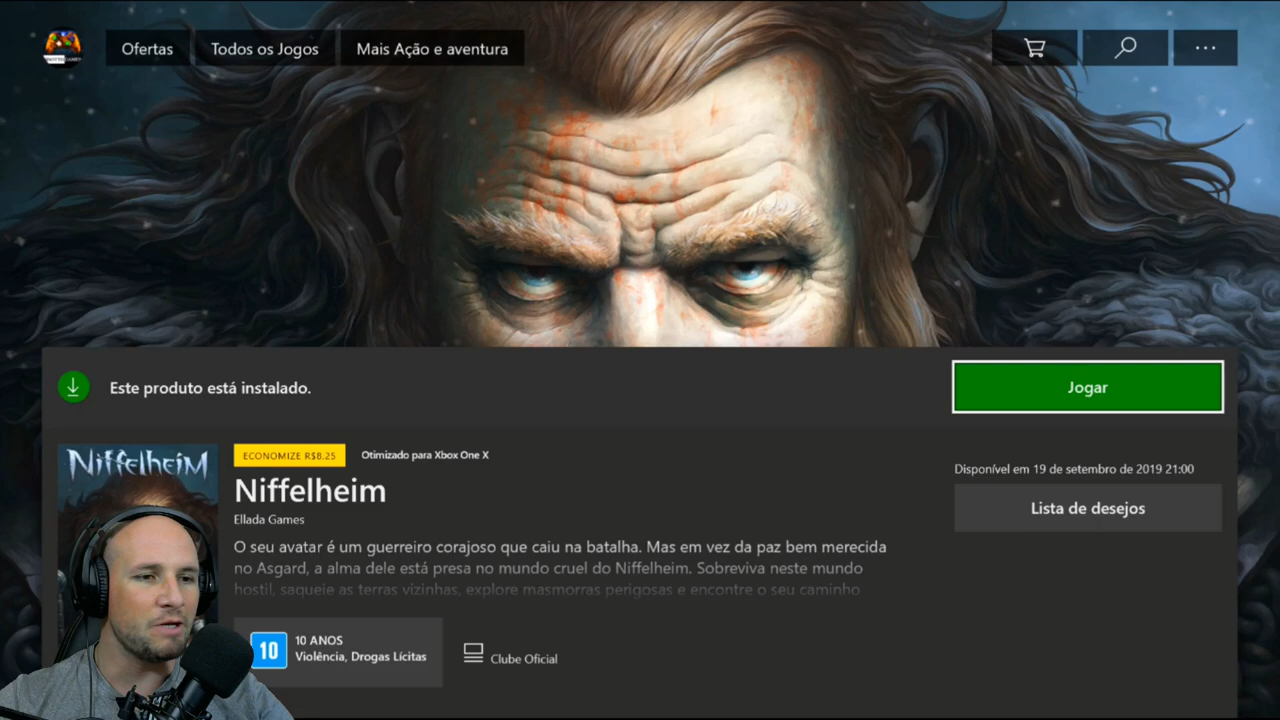 Ofertas
Todos os Jogos
Mais Ação e aventura
Este produto está instalado.
Jogar
NIFFELHEIM
ECONOMIZE R$8.25
Otimizado para Xbox One X
Niffelheim
Ellada Games
O seu avatar é um guerreiro corajoso que caiu na batalha. Mas em vez da paz bem merecida
no Asgard, a alma dele está presa no mundo cruel do Niffelheim. Sobreviva neste mundo
hostil, saqueie as terras vizinhas, explore masmorras perigosas e encontre o seu caminho
Disponível em 19 de setembro de 2019 21:00
Lista de desejos
10
10 ANOS
Violência, Drogas Lícitas
Clube Oficial